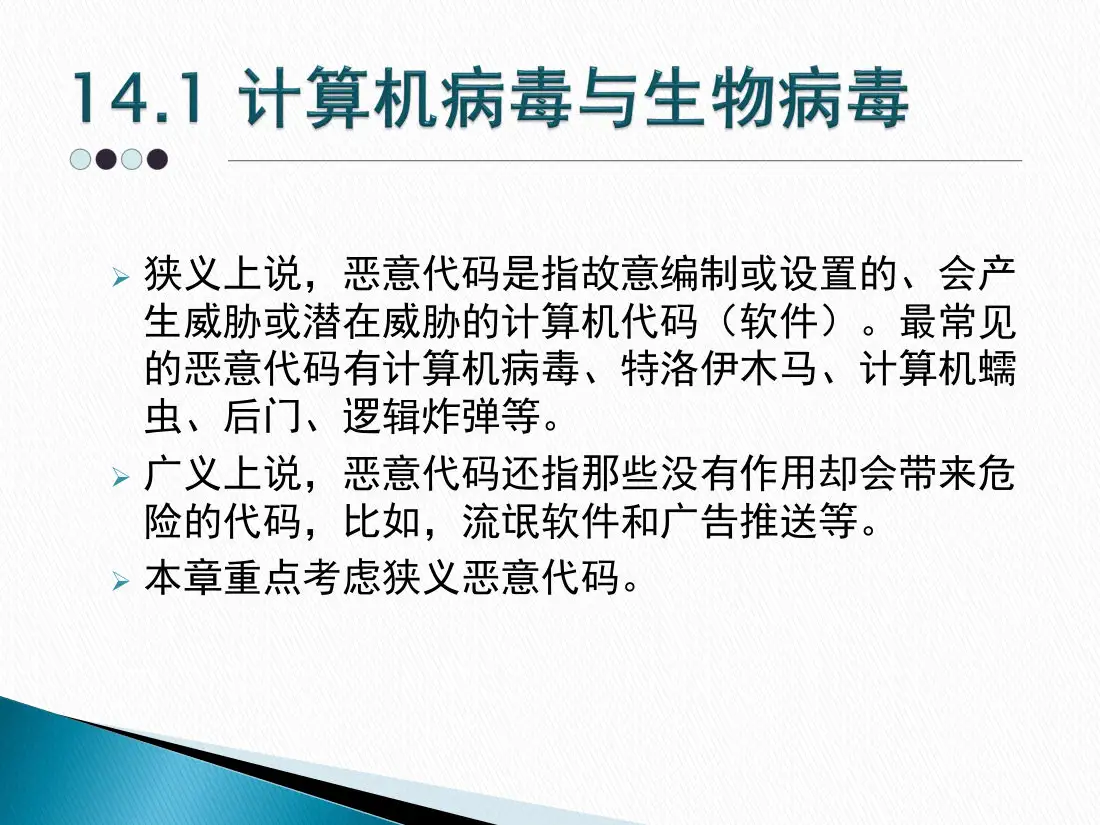 14.1 计算机病毒与生物病毒
狭义上说，恶意代码是指故意编制或设置的、会产
生威胁或潜在威胁的计算机代码（软件）。最常见
的恶意代码有计算机病毒、特洛伊木马、计算机蠕
虫、后门、逻辑炸弹等。
广义上说，恶意代码还指那些没有作用却会带来危
险的代码，比如，流氓软件和广告推送等。
本章重点考虑狭义恶意代码。